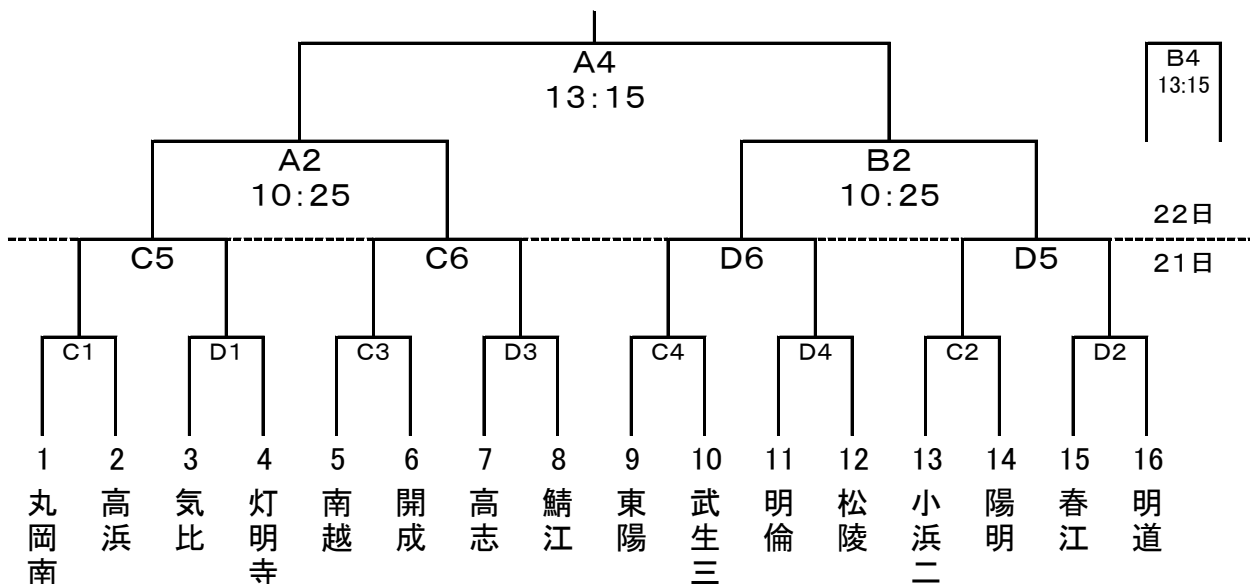 A4
13:15
B4
13:15
A2
10:25
B2
10:25
22日
C5
C6
D6
D5
21日
C1
D1
C3
D3
C4
D4
C2
D2
1 2 3 4 5 6 7 8 9 10 11 12 13 14 15 16
丸岡南
高浜
気比
灯明寺
南越
開成
高志
鯖江
東陽
武生三
明倫
松陵
小浜二
陽明
春江
明道